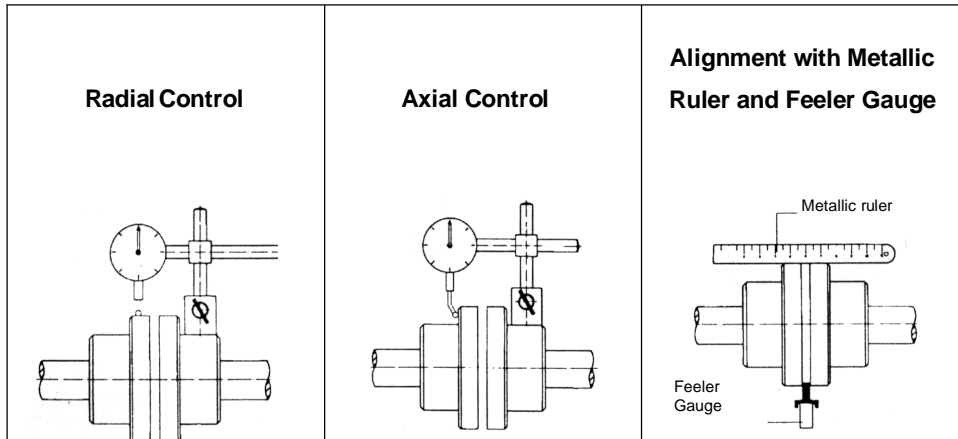 Radial Control
Axial Control
Alignment with Metallic
Ruler and Feeler Gauge
Metallic ruler
Feeler
Gauge